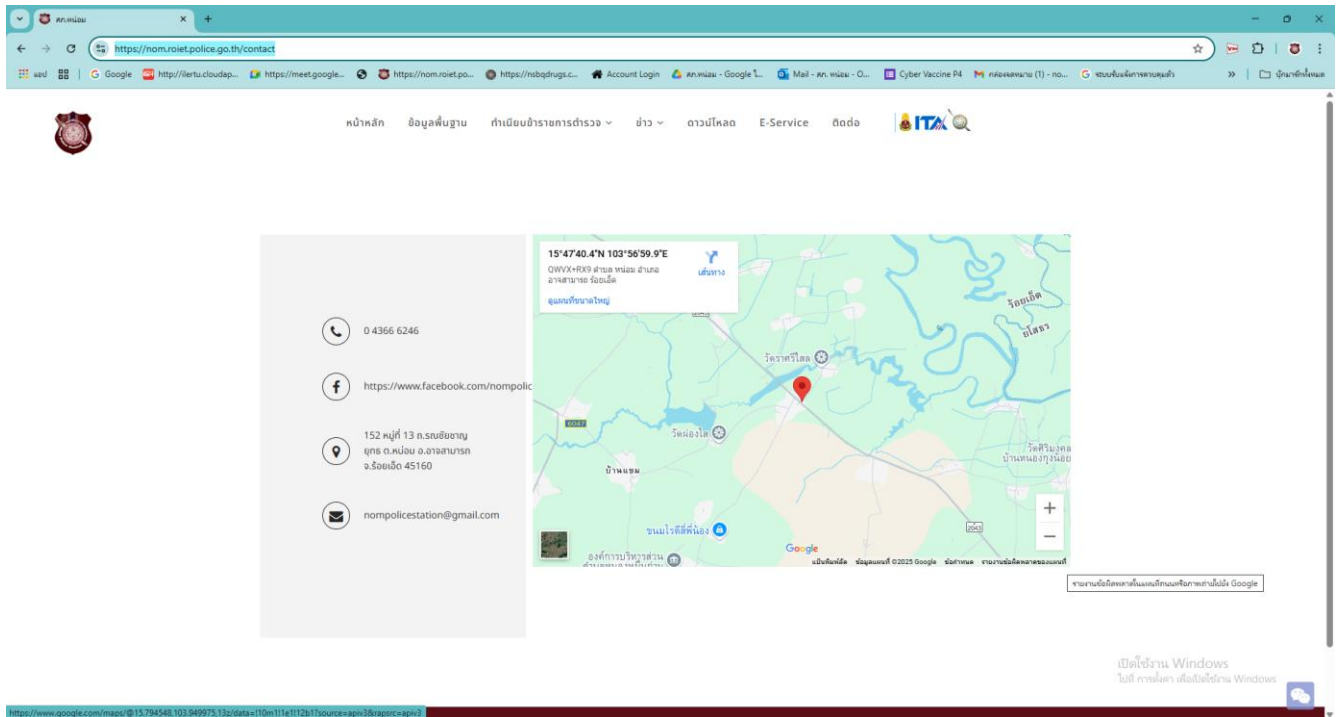 สภ.หน่อม
https://nom.roiet.police.go.th/contact
แอป
Google
http://ilertu.cloudap...
https://meet.google...
https://nom.roiet.po...
https://nsbqdrugs.c...
Account Login
สภ.หน่อม - Google ไ...
Mail - สภ. หน่อม - O...
Cyber Vaccine P4
กล่องจดหมาย (1) - no...
ระบบรับแจ้งการควบคุมตัว
»
บุ๊กมาร์กทั้งหมด
หน้าหลัก
ข้อมูลพื้นฐาน
ทำเนียบข้าราชการตำรวจ
ข่าว
ดาวน์โหลด
E-Service
ติดต่อ
ITA
0 4366 6246
https://www.facebook.com/nompolic
152 หมู่ที่ 13 ถ.รณชัยชาญ
ยุทธ ต.หน่อม อ.อาจสามารถ
จ.ร้อยเอ็ด 45160
nompolicestation@gmail.com
15°47'40.4"N 103°56'59.9"E
QWVX+RX9 ตำบล หน่อม อำเภอ
อาจสามารถ ร้อยเอ็ด
ดูแผนที่ขนาดใหญ่
เส้นทาง
ร้อยเอ็ด
ยโสธร
วัดราศรีไสล
6047
วัดผ่องใส
บ้านแขม
วัดศิริมงคล
บ้านหนองทุ่งน้อย
ขนมโรตีสี่พี่น้อง
2043
องค์การบริหารส่วน
Google
แป้นพิมพ์ลัด
ข้อมูลแผนที่ ©2025 Google
ข้อกำหนด
รายงานข้อผิดพลาดของแผนที่
รายงานข้อผิดพลาดในแผนที่ถนนหรือภาพเท่านี้ไปยัง Google
เปิดใช้งาน Windows
ไปที่ การตั้งค่า เพื่อเปิดใช้งาน Windows
https://www.google.com/maps/@15.794548,103.949975,13z/data=!10m1!1e1!12b1?source=apiv3&rapsrc=apiv3